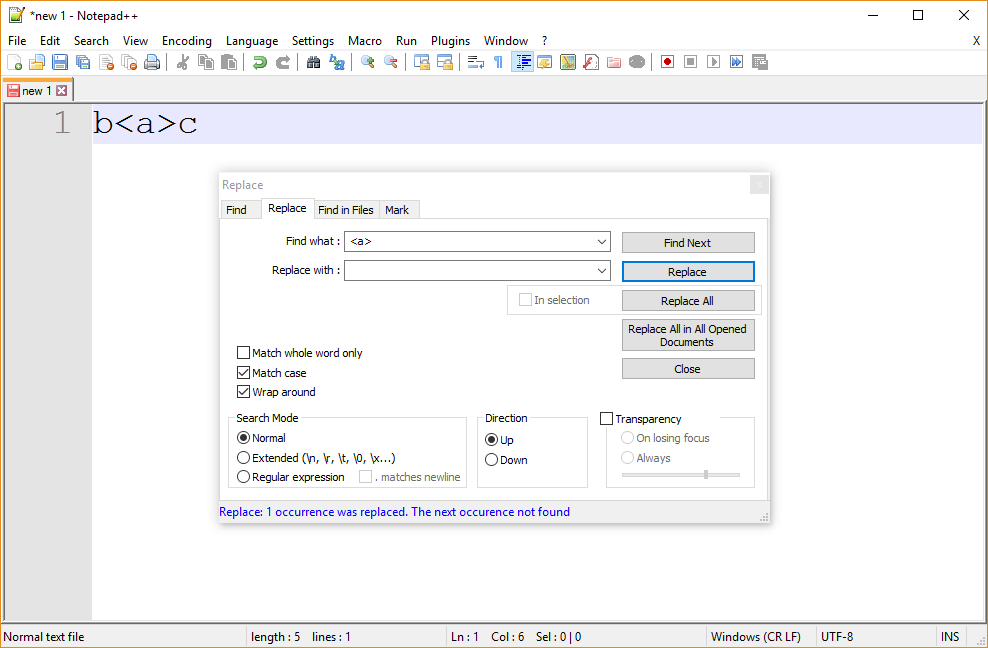 *new 1 - Notepad++
File Edit Search View Encoding Language Settings Macro Run Plugins Window ? X
new 1
1 b<a>c
Replace
Find Replace Find in Files Mark
Find what : <a> Find Next
Replace with : Replace
In selection Replace All
Replace All in All Opened
Documents
Match whole word only
Match case Close
Wrap around
Search Mode Direction Transparency
Normal Up On losing focus
Extended (\n, \r, \t, \0, \x...) Down Always
Regular expression . matches newline
Replace: 1 occurrence was replaced. The next occurence not found
Normal text file length : 5 lines : 1 Ln : 1 Col : 6 Sel : 0 | 0 Windows (CR LF) UTF-8 INS